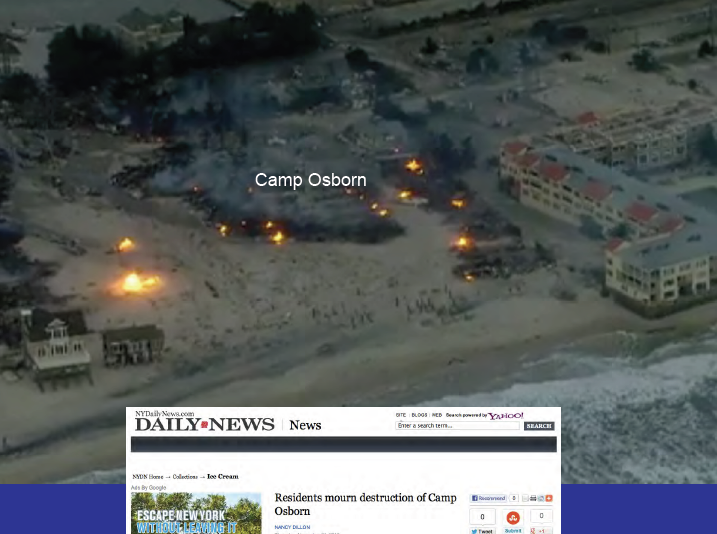 Camp Osborn
NYDailyNews.com
DAILY NEWS News
SITE BLOGS WEB Search powered by YAHOO!
Enter a search term... SEARCH
NYDN Home → Collections → Ice Cream
Ads By Google
ESCAPE NEW YORK
WITHOUT LEAVING IT
Residents mourn destruction of Camp
Osborn
NANCY DILLON
Recommend 0
0 0
Tweet Submit +1